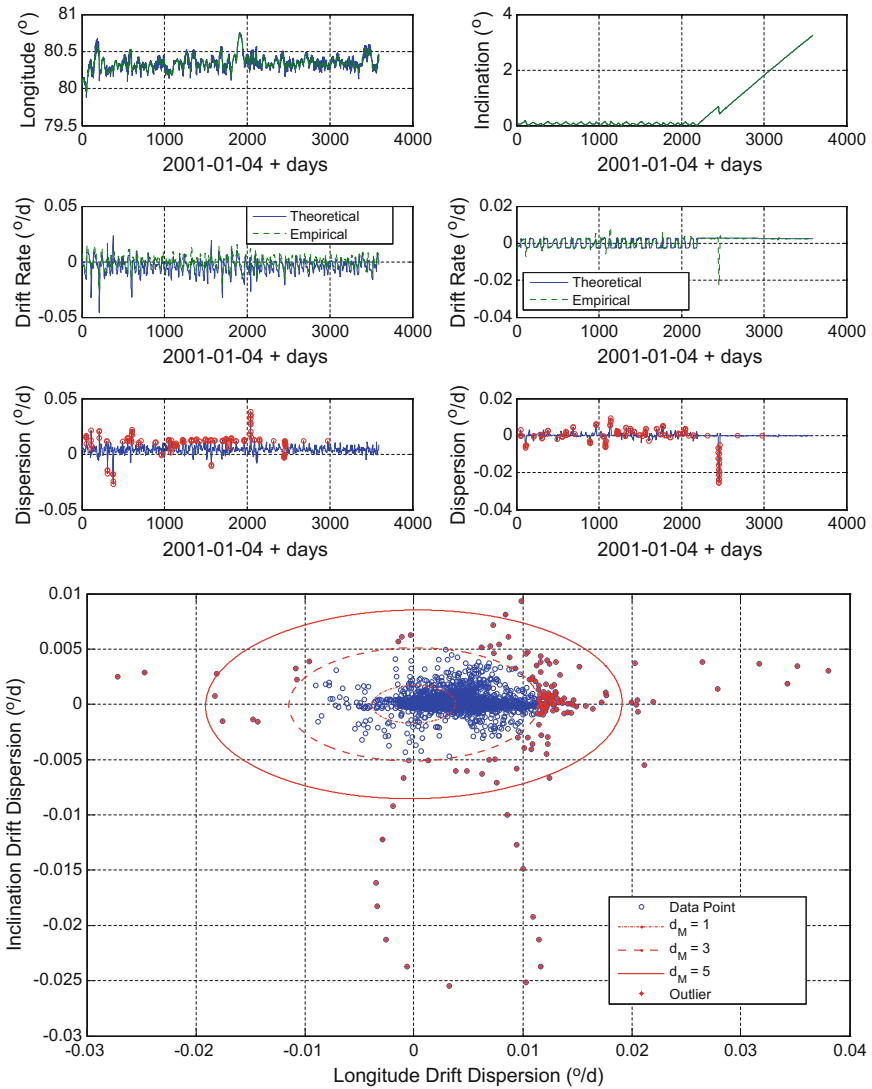 81
80.5
80
79.5
Longitude (º)
0 1000 2000 3000 4000
2001-01-04 + days
4
2
0
Inclination (º)
0 1000 2000 3000 4000
2001-01-04 + days
0.05
0
-0.05
Drift Rate (º/d)
Theoretical
Empirical
0 1000 2000 3000 4000
2001-01-04 + days
0.02
0
-0.02
-0.04
Drift Rate (º/d)
Theoretical
Empirical
0 1000 2000 3000 4000
2001-01-04 + days
0.05
0
0.05
Dispersion (º/d)
0 1000 2000 3000 4000
2001-01-04 + days
0.02
0
-0.02
-0.04
Dispersion (º/d)
0 1000 2000 3000 4000
2001-01-04 + days
0.01
0.005
0
-0.005
-0.01
-0.015
-0.02
-0.025
-0.03
Inclination Drift Dispersion (º/d)
Data Point
d_M = 1
d_M = 3
d_M = 5
Outlier
-0.03 -0.02 -0.01 0 0.01 0.02 0.03 0.04
Longitude Drift Dispersion (º/d)